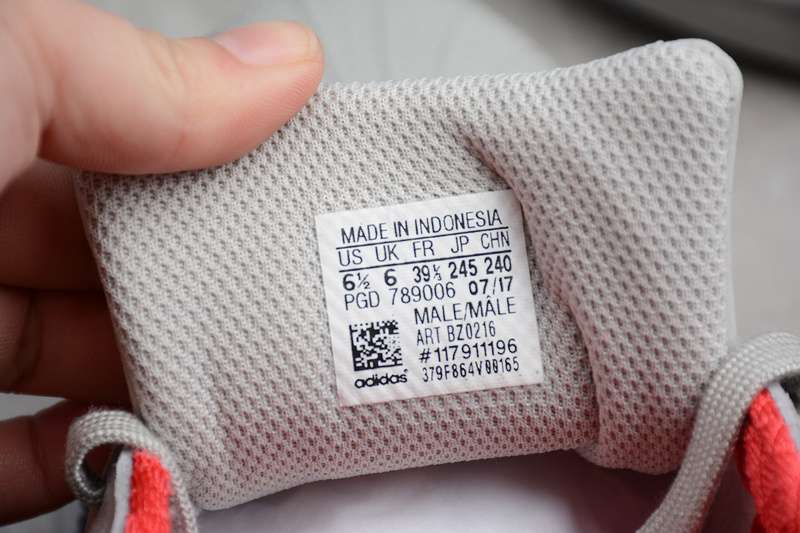 MADE IN INDONESIA
US UK FR JP CHN
6½ 6 39⅓ 245 240
PGD 789006 07/17
MALE/MÂLE
ART BZ0216
#117911196
379F864V00165
adidas